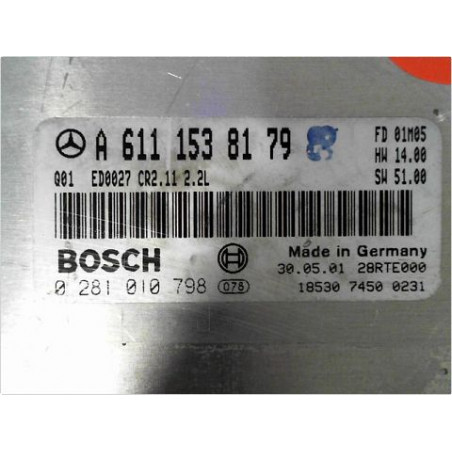 A 611 153 81 79 FD 01M05
HW 14.00
Q01 ED0027 CR2.11 2.2L SW 51.00
BOSCH Made in Germany
30.05.01 28RTE000
0 281 010 798 076 18530 7450 0231